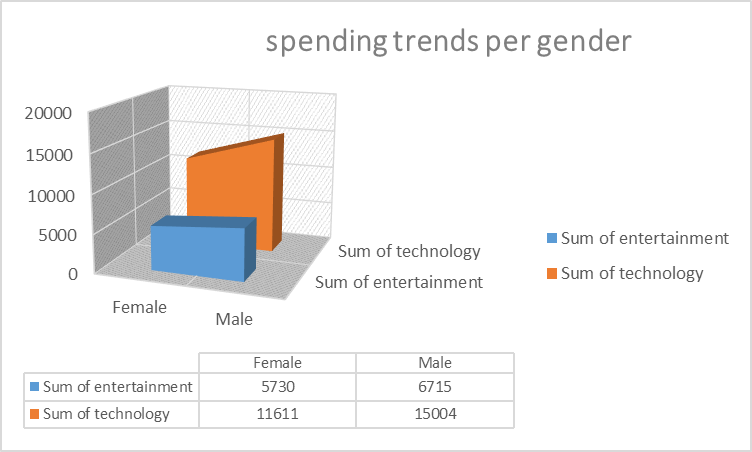 spending trends per gender
20000
15000
10000
5000
0
Female
Male
Sum of technology
Sum of entertainment
Sum of entertainment
Sum of technology
Female Male
Sum of entertainment 5730 6715
Sum of technology 11611 15004